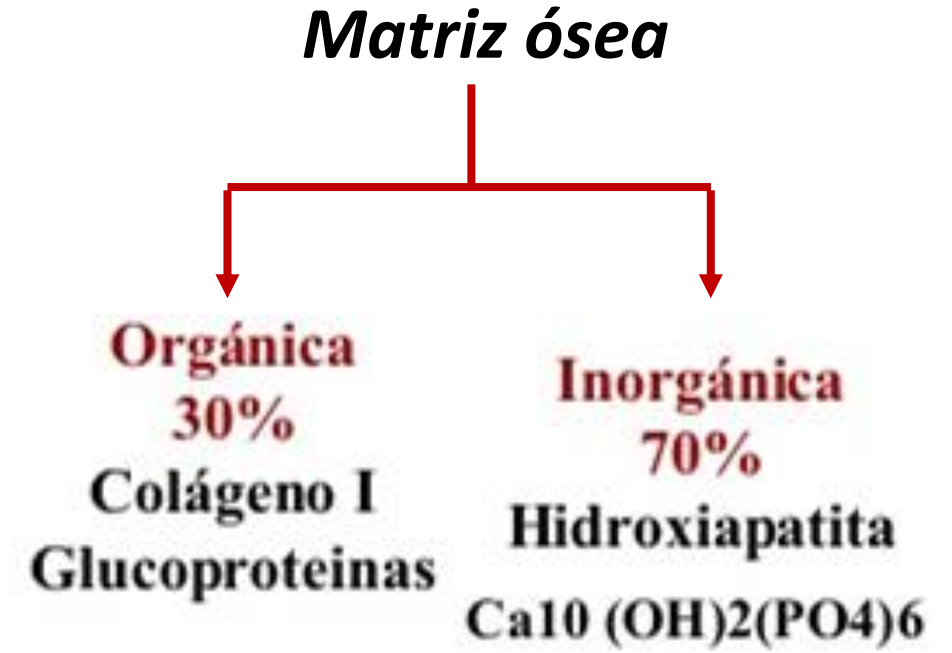 Matriz ósea
Orgánica
30%
Colágeno I
Glucoproteinas
Inorgánica
70%
Hidroxiapatita
Ca10 (OH)2(PO4)6